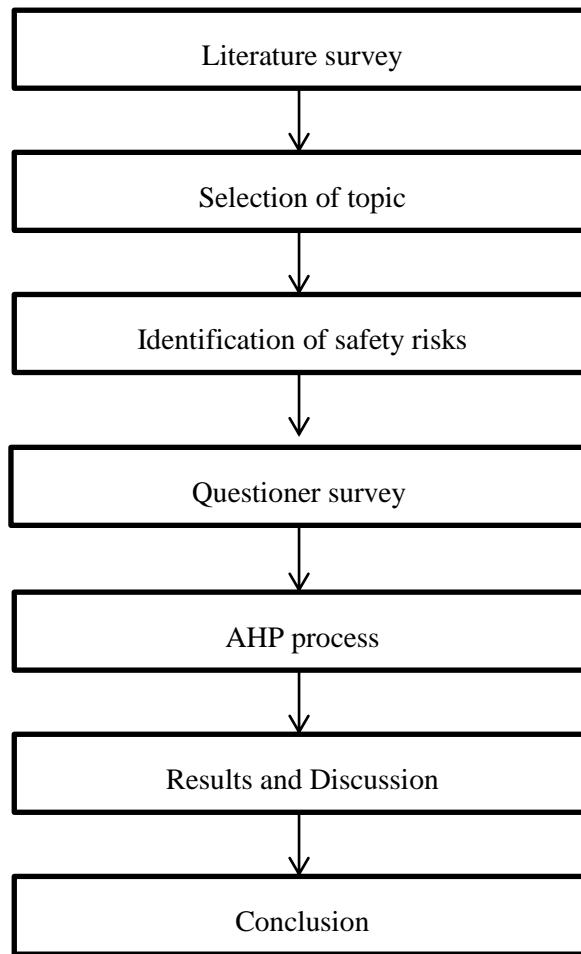 Literature survey
Selection of topic
Identification of safety risks
Questioner survey
AHP process
Results and Discussion
Conclusion